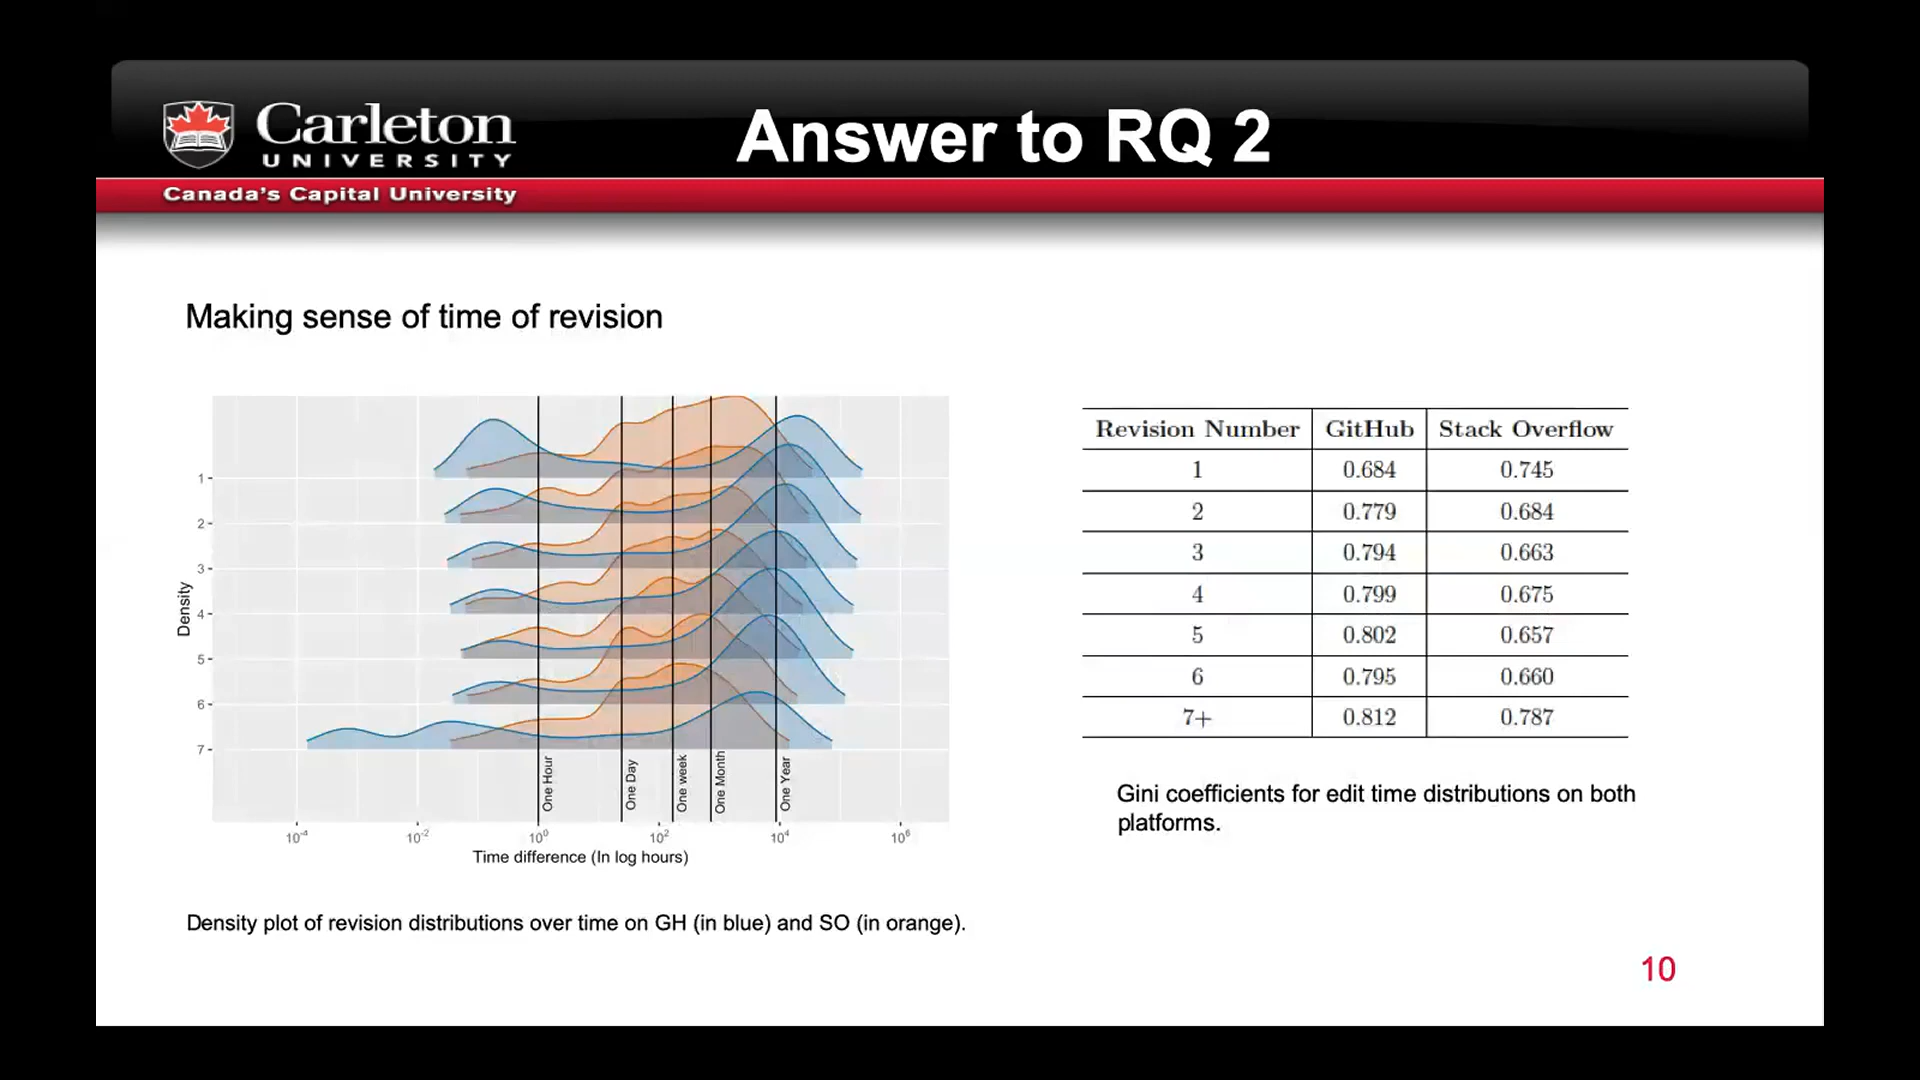 Carleton
UNIVERSITY
Canada's Capital University
Answer to RQ 2
Making sense of time of revision
Density
1
2
3
4
5
6
7
One Hour
One Day
One week
One Month
One Year
10⁻⁴ 10⁻² 10⁰ 10² 10⁴ 10⁶
Time difference (In log hours)
Density plot of revision distributions over time on GH (in blue) and SO (in orange).
Revision Number GitHub Stack Overflow
1 0.684 0.745
2 0.779 0.684
3 0.794 0.663
4 0.799 0.675
5 0.802 0.657
6 0.795 0.660
7+ 0.812 0.787
Gini coefficients for edit time distributions on both
platforms.
10